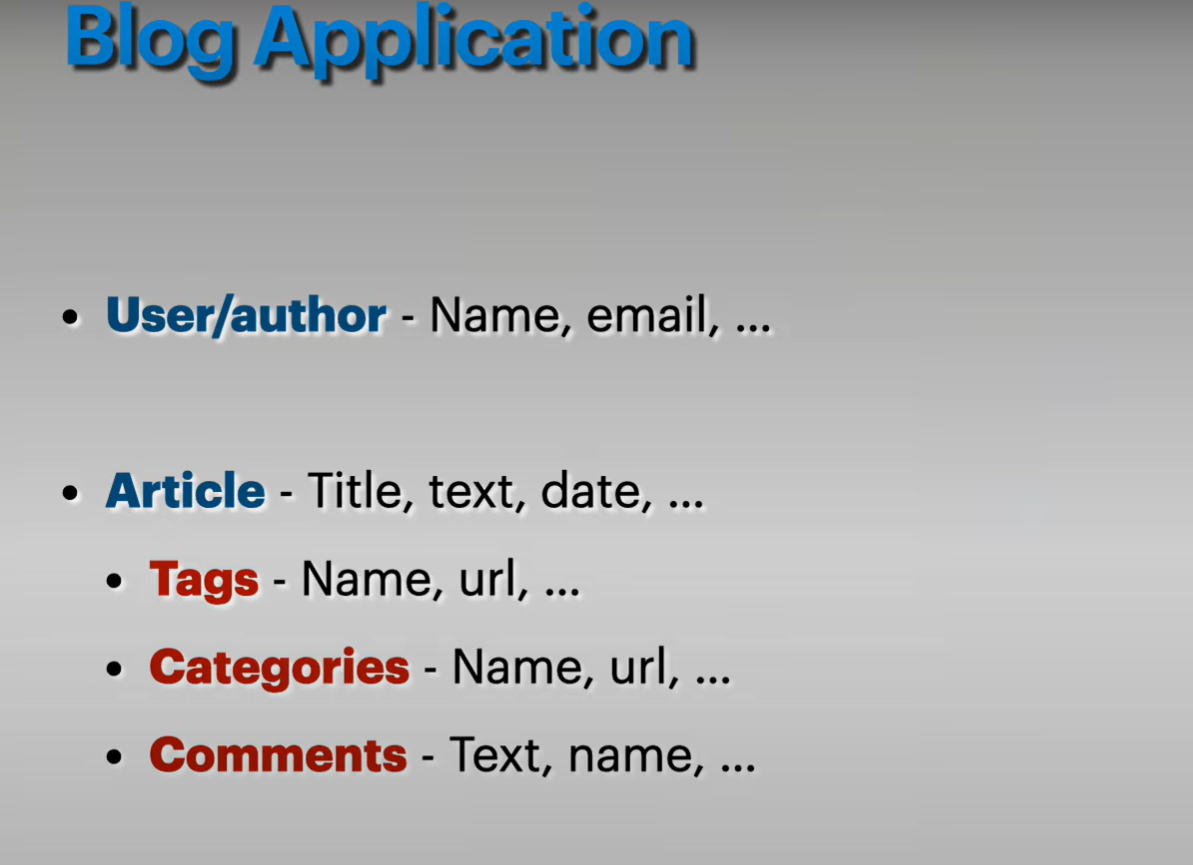 Blog Application
• User/author - Name, email, ...
• Article - Title, text, date, ...
• Tags - Name, url, ...
• Categories - Name, url, ...
• Comments - Text, name, ...